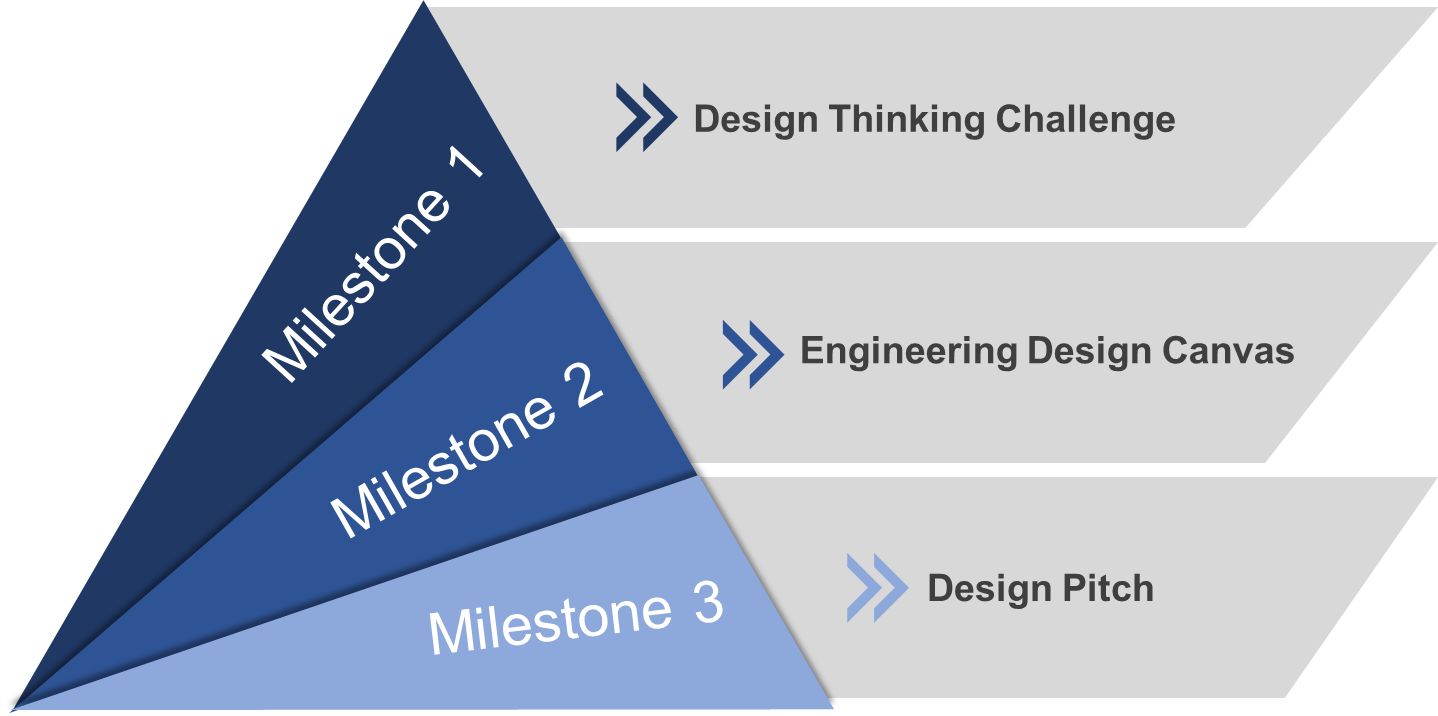 Milestone 1
Design Thinking Challenge
Milestone 2
Engineering Design Canvas
Milestone 3
Design Pitch